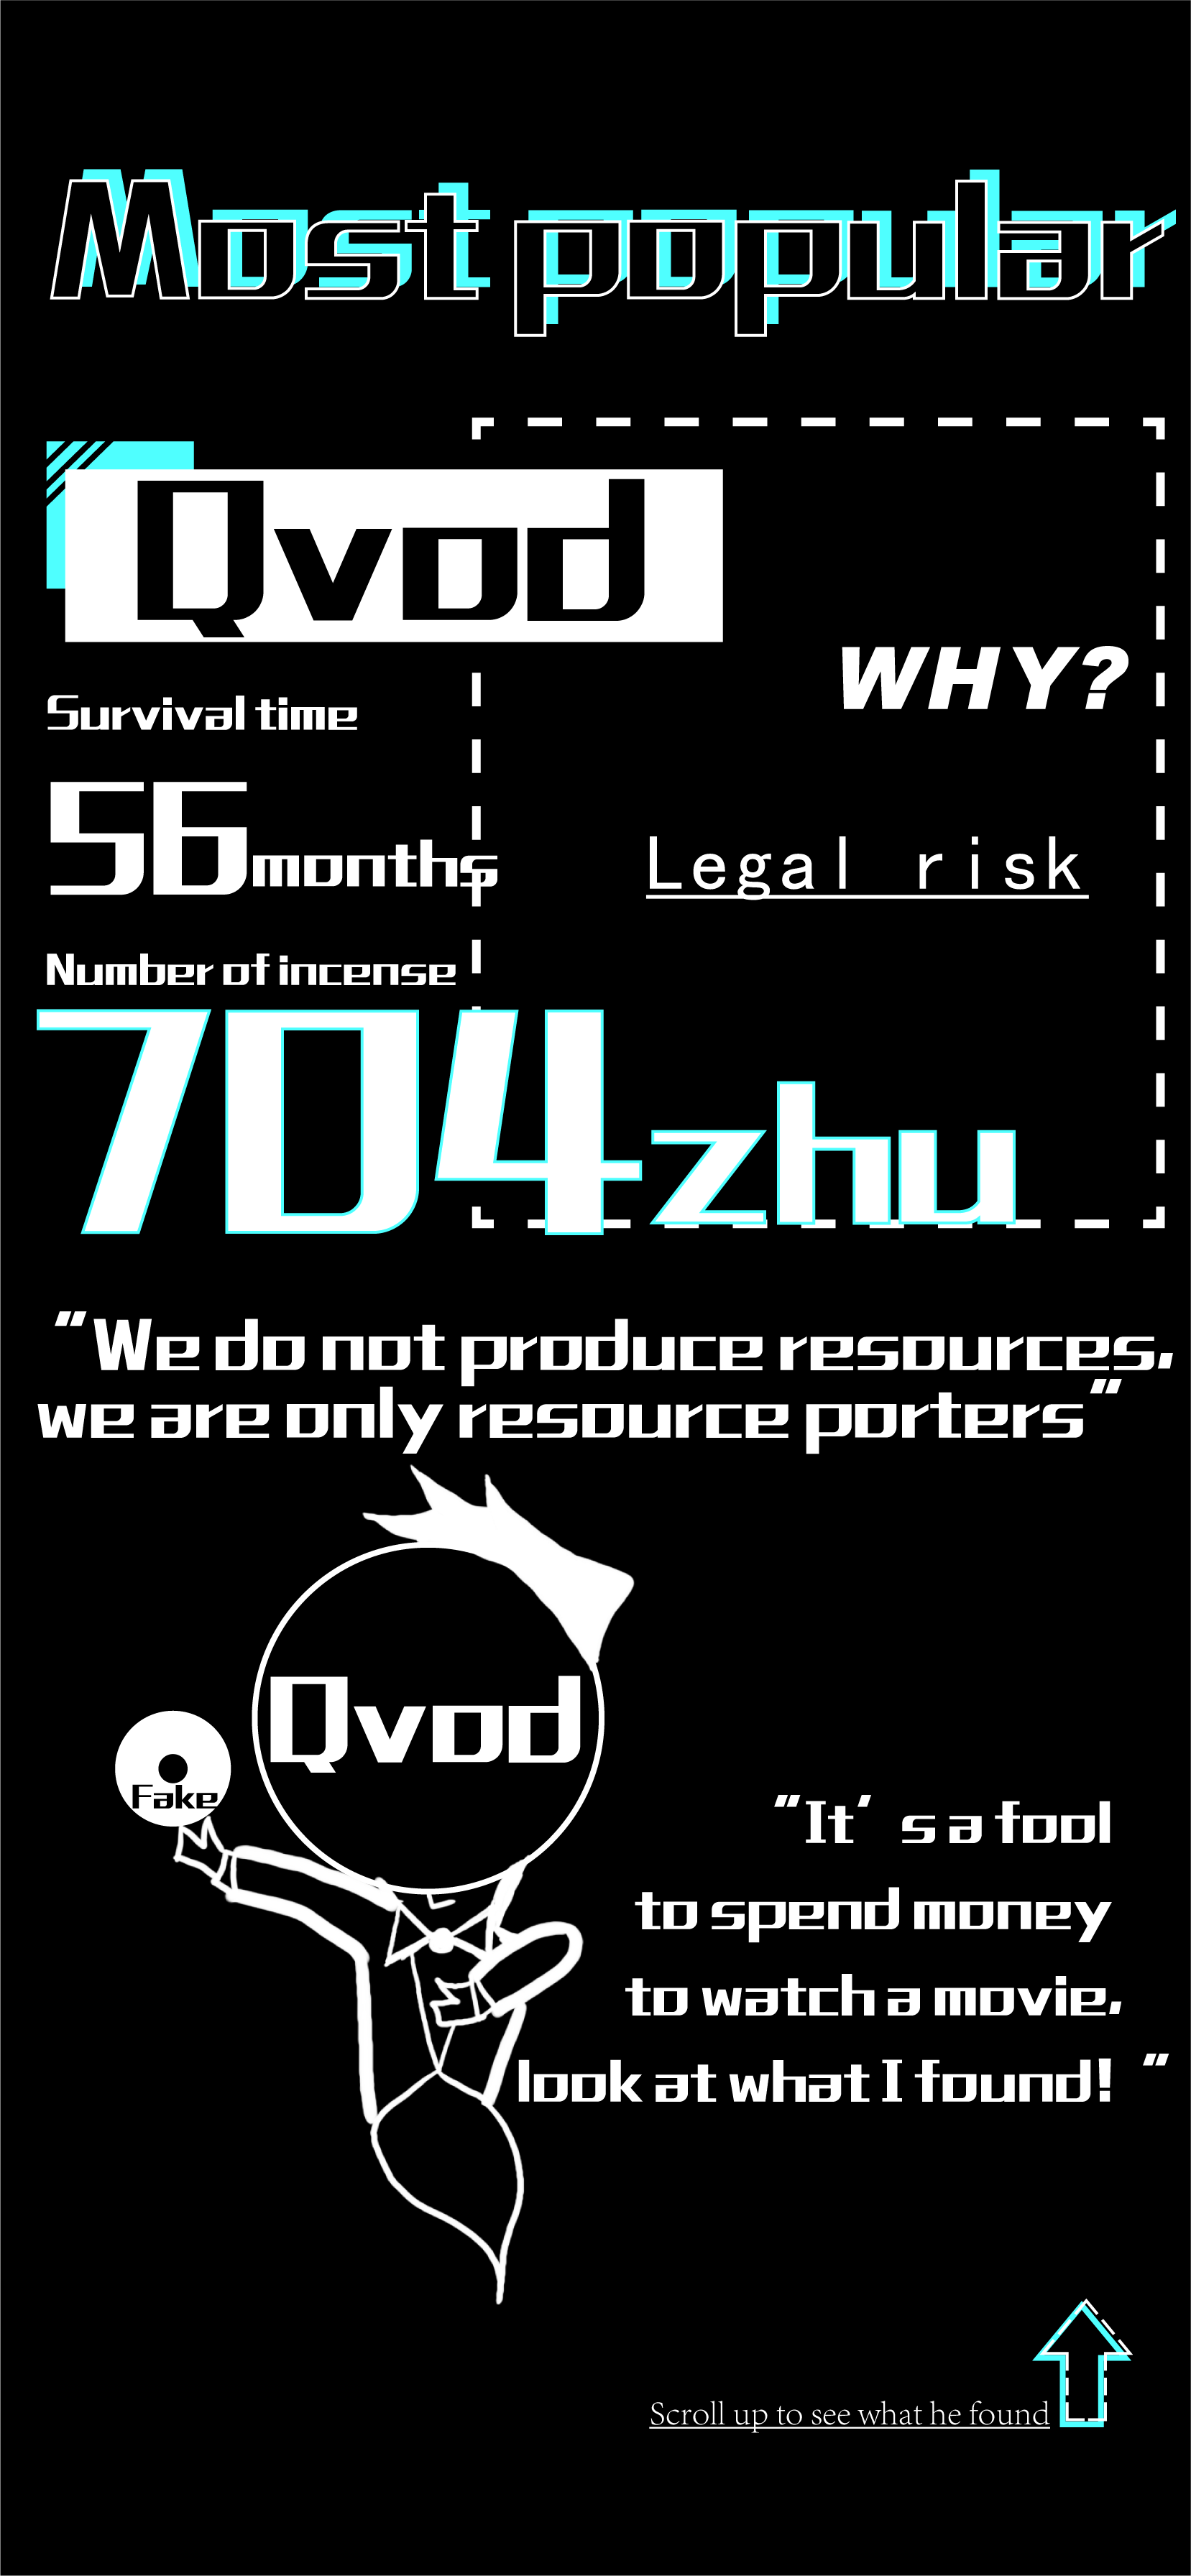 Most popular
Qvod
WHY?
Survival time
56months
Legal risk
Number of incense
704zhu
"We do not produce resources,
we are only resource porters"
Qvod
Fake
"It's a fool
to spend money
to watch a movie,
look at what I found! "
Scroll up to see what he found